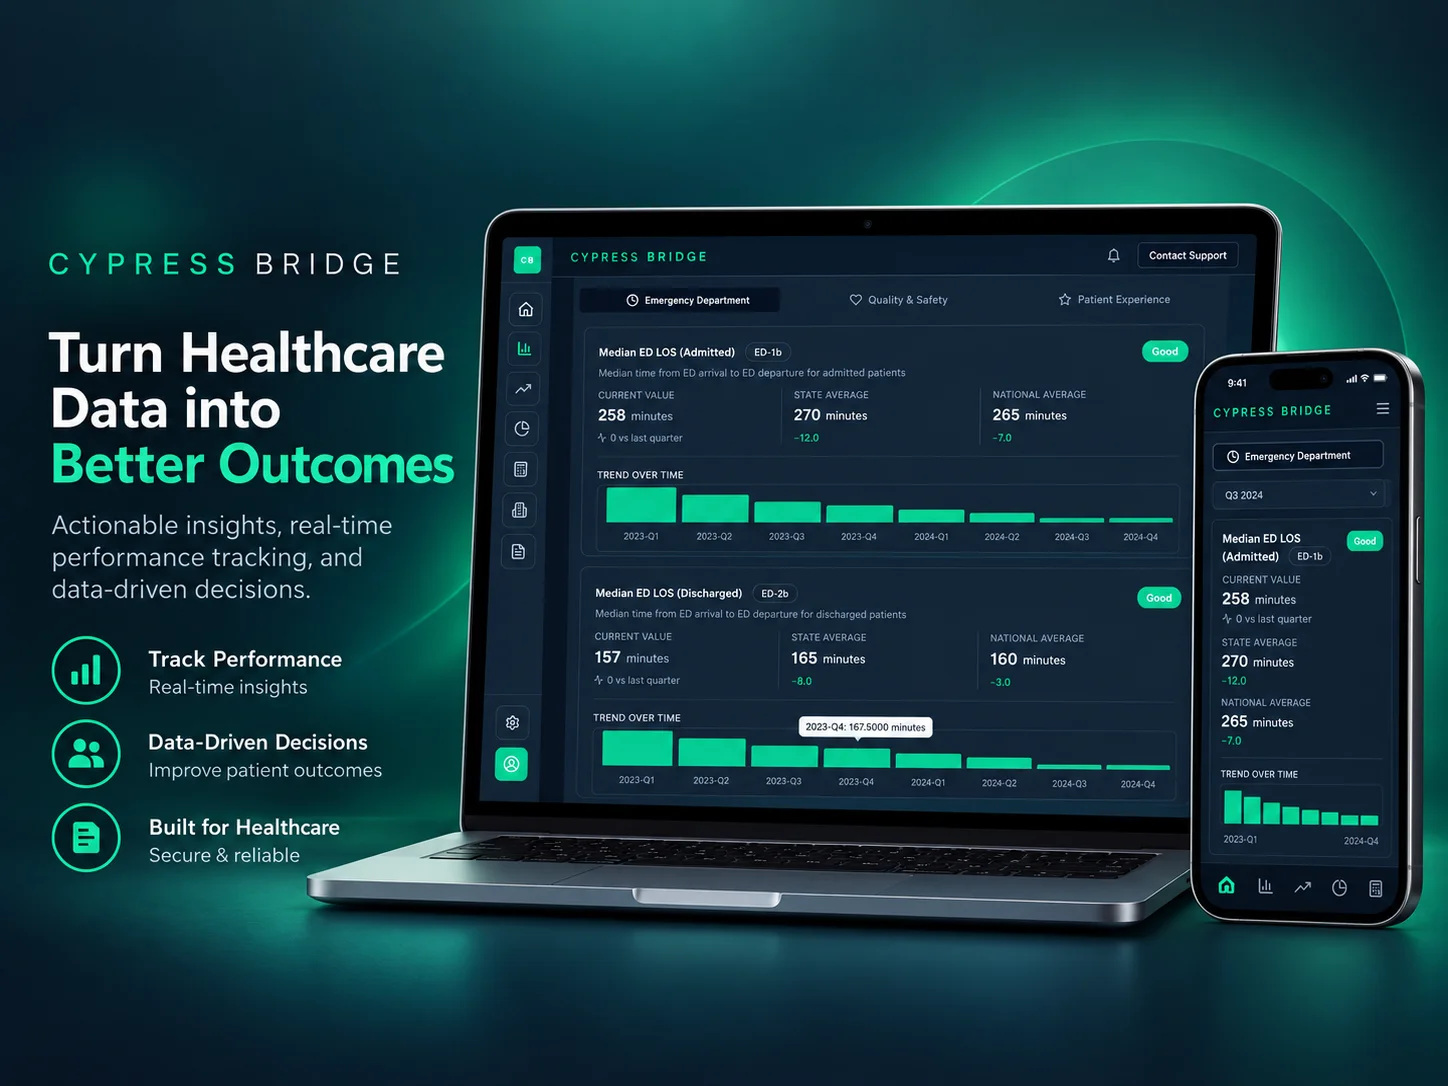 CYPRESS BRIDGE
Turn Healthcare
Data into
Better Outcomes
Actionable insights, real-time
performance tracking, and
data-driven decisions.
Track Performance
Real-time insights
Data-Driven Decisions
Improve patient outcomes
Built for Healthcare
Secure & reliable
CB
CYPRESS BRIDGE
Contact Support
Emergency Department
Quality & Safety
Patient Experience
Median ED LOS (Admitted) ED-1b
Good
Median time from ED arrival to ED departure for admitted patients
CURRENT VALUE
258 minutes
0 vs last quarter
STATE AVERAGE
270 minutes
-12.0
NATIONAL AVERAGE
265 minutes
-7.0
TREND OVER TIME
2023-Q1 2023-Q2 2023-Q3 2023-Q4 2024-Q1 2024-Q2 2024-Q3 2024-Q4
Median ED LOS (Discharged) ED-2b
Good
Median time from ED arrival to ED departure for discharged patients
CURRENT VALUE
157 minutes
0 vs last quarter
STATE AVERAGE
165 minutes
-8.0
NATIONAL AVERAGE
160 minutes
-3.0
TREND OVER TIME
2023-Q4: 167.5000 minutes
2023-Q1 2023-Q2 2023-Q3 2023-Q4 2024-Q1 2024-Q2 2024-Q3 2024-Q4
9:41
CYPRESS BRIDGE
Emergency Department
Q3 2024
Median ED LOS
(Admitted) ED-1b
Good
CURRENT VALUE
258 minutes
0 vs last quarter
STATE AVERAGE
270 minutes
-12.0
NATIONAL AVERAGE
265 minutes
-7.0
TREND OVER TIME
2023-Q1 2024-Q4